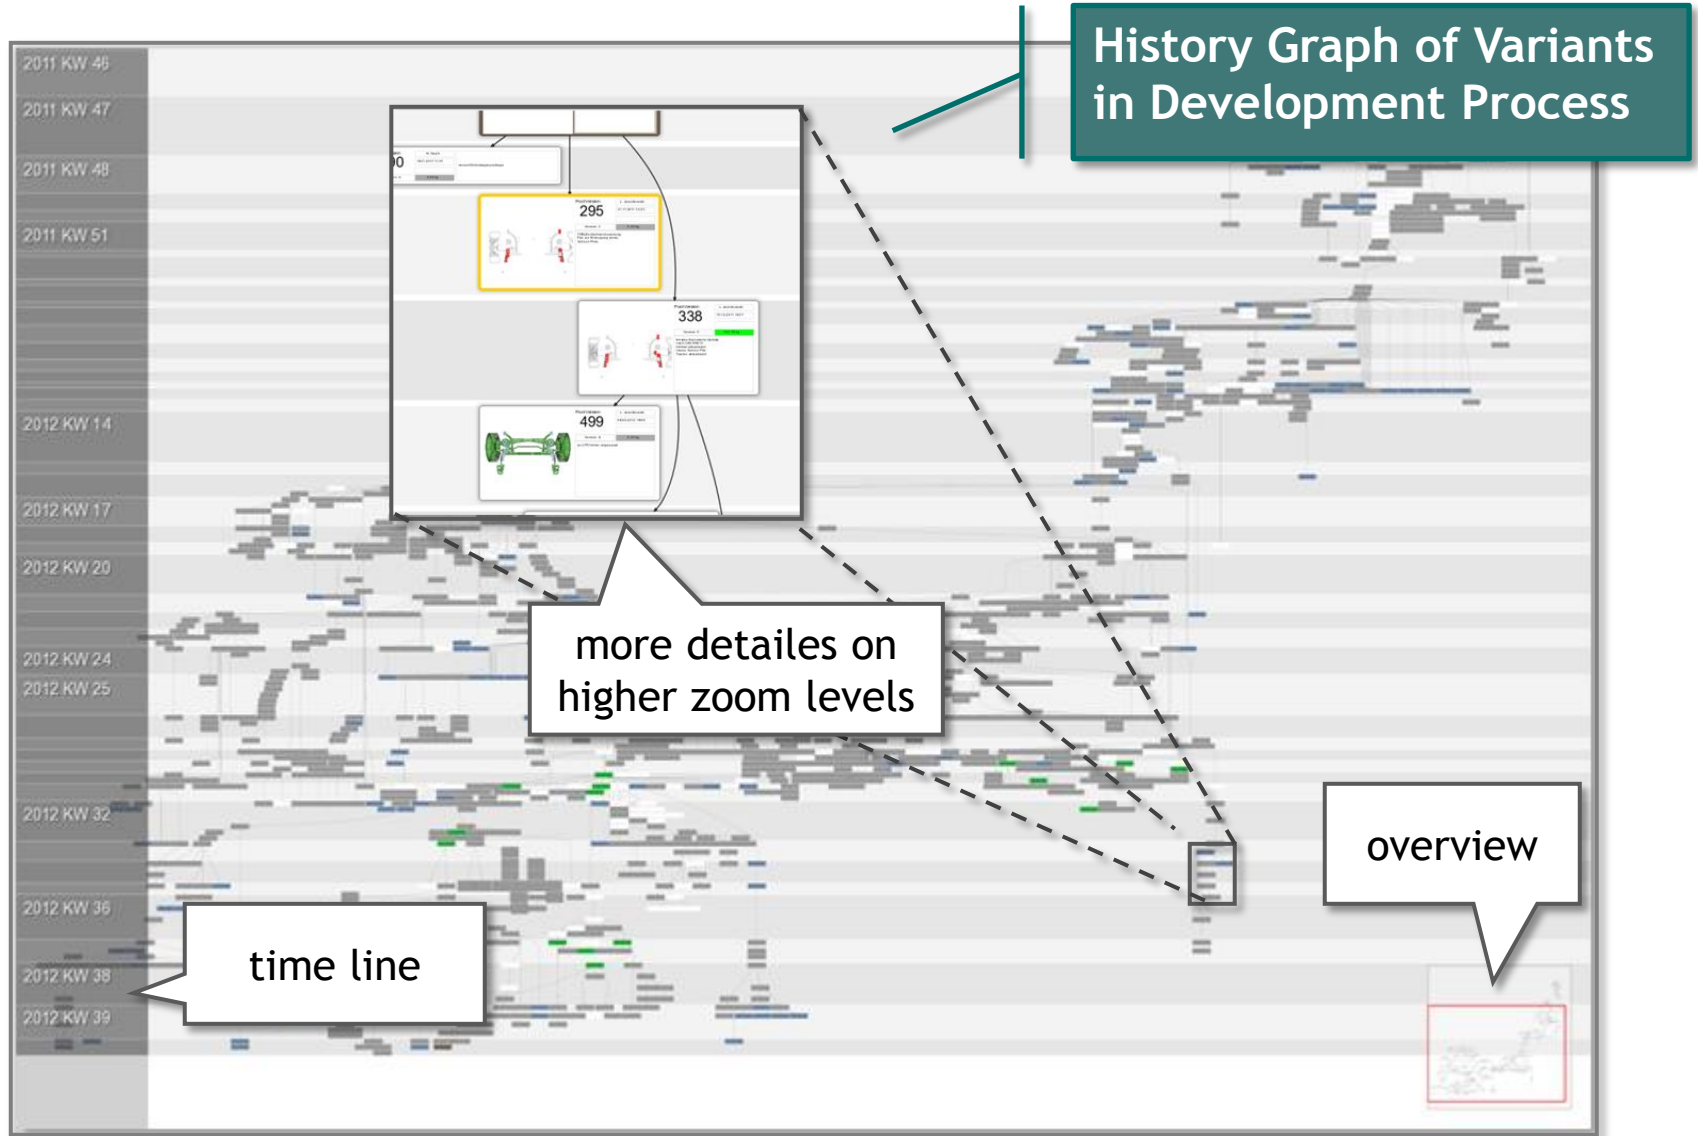 History Graph of Variants
in Development Process
2011 KW 46
2011 KW 47
2011 KW 48
2011 KW 51
2012 KW 14
2012 KW 17
2012 KW 20
2012 KW 24
2012 KW 25
2012 KW 32
2012 KW 36
2012 KW 38
2012 KW 39
295
338
499
more detailes on
higher zoom levels
time line
overview